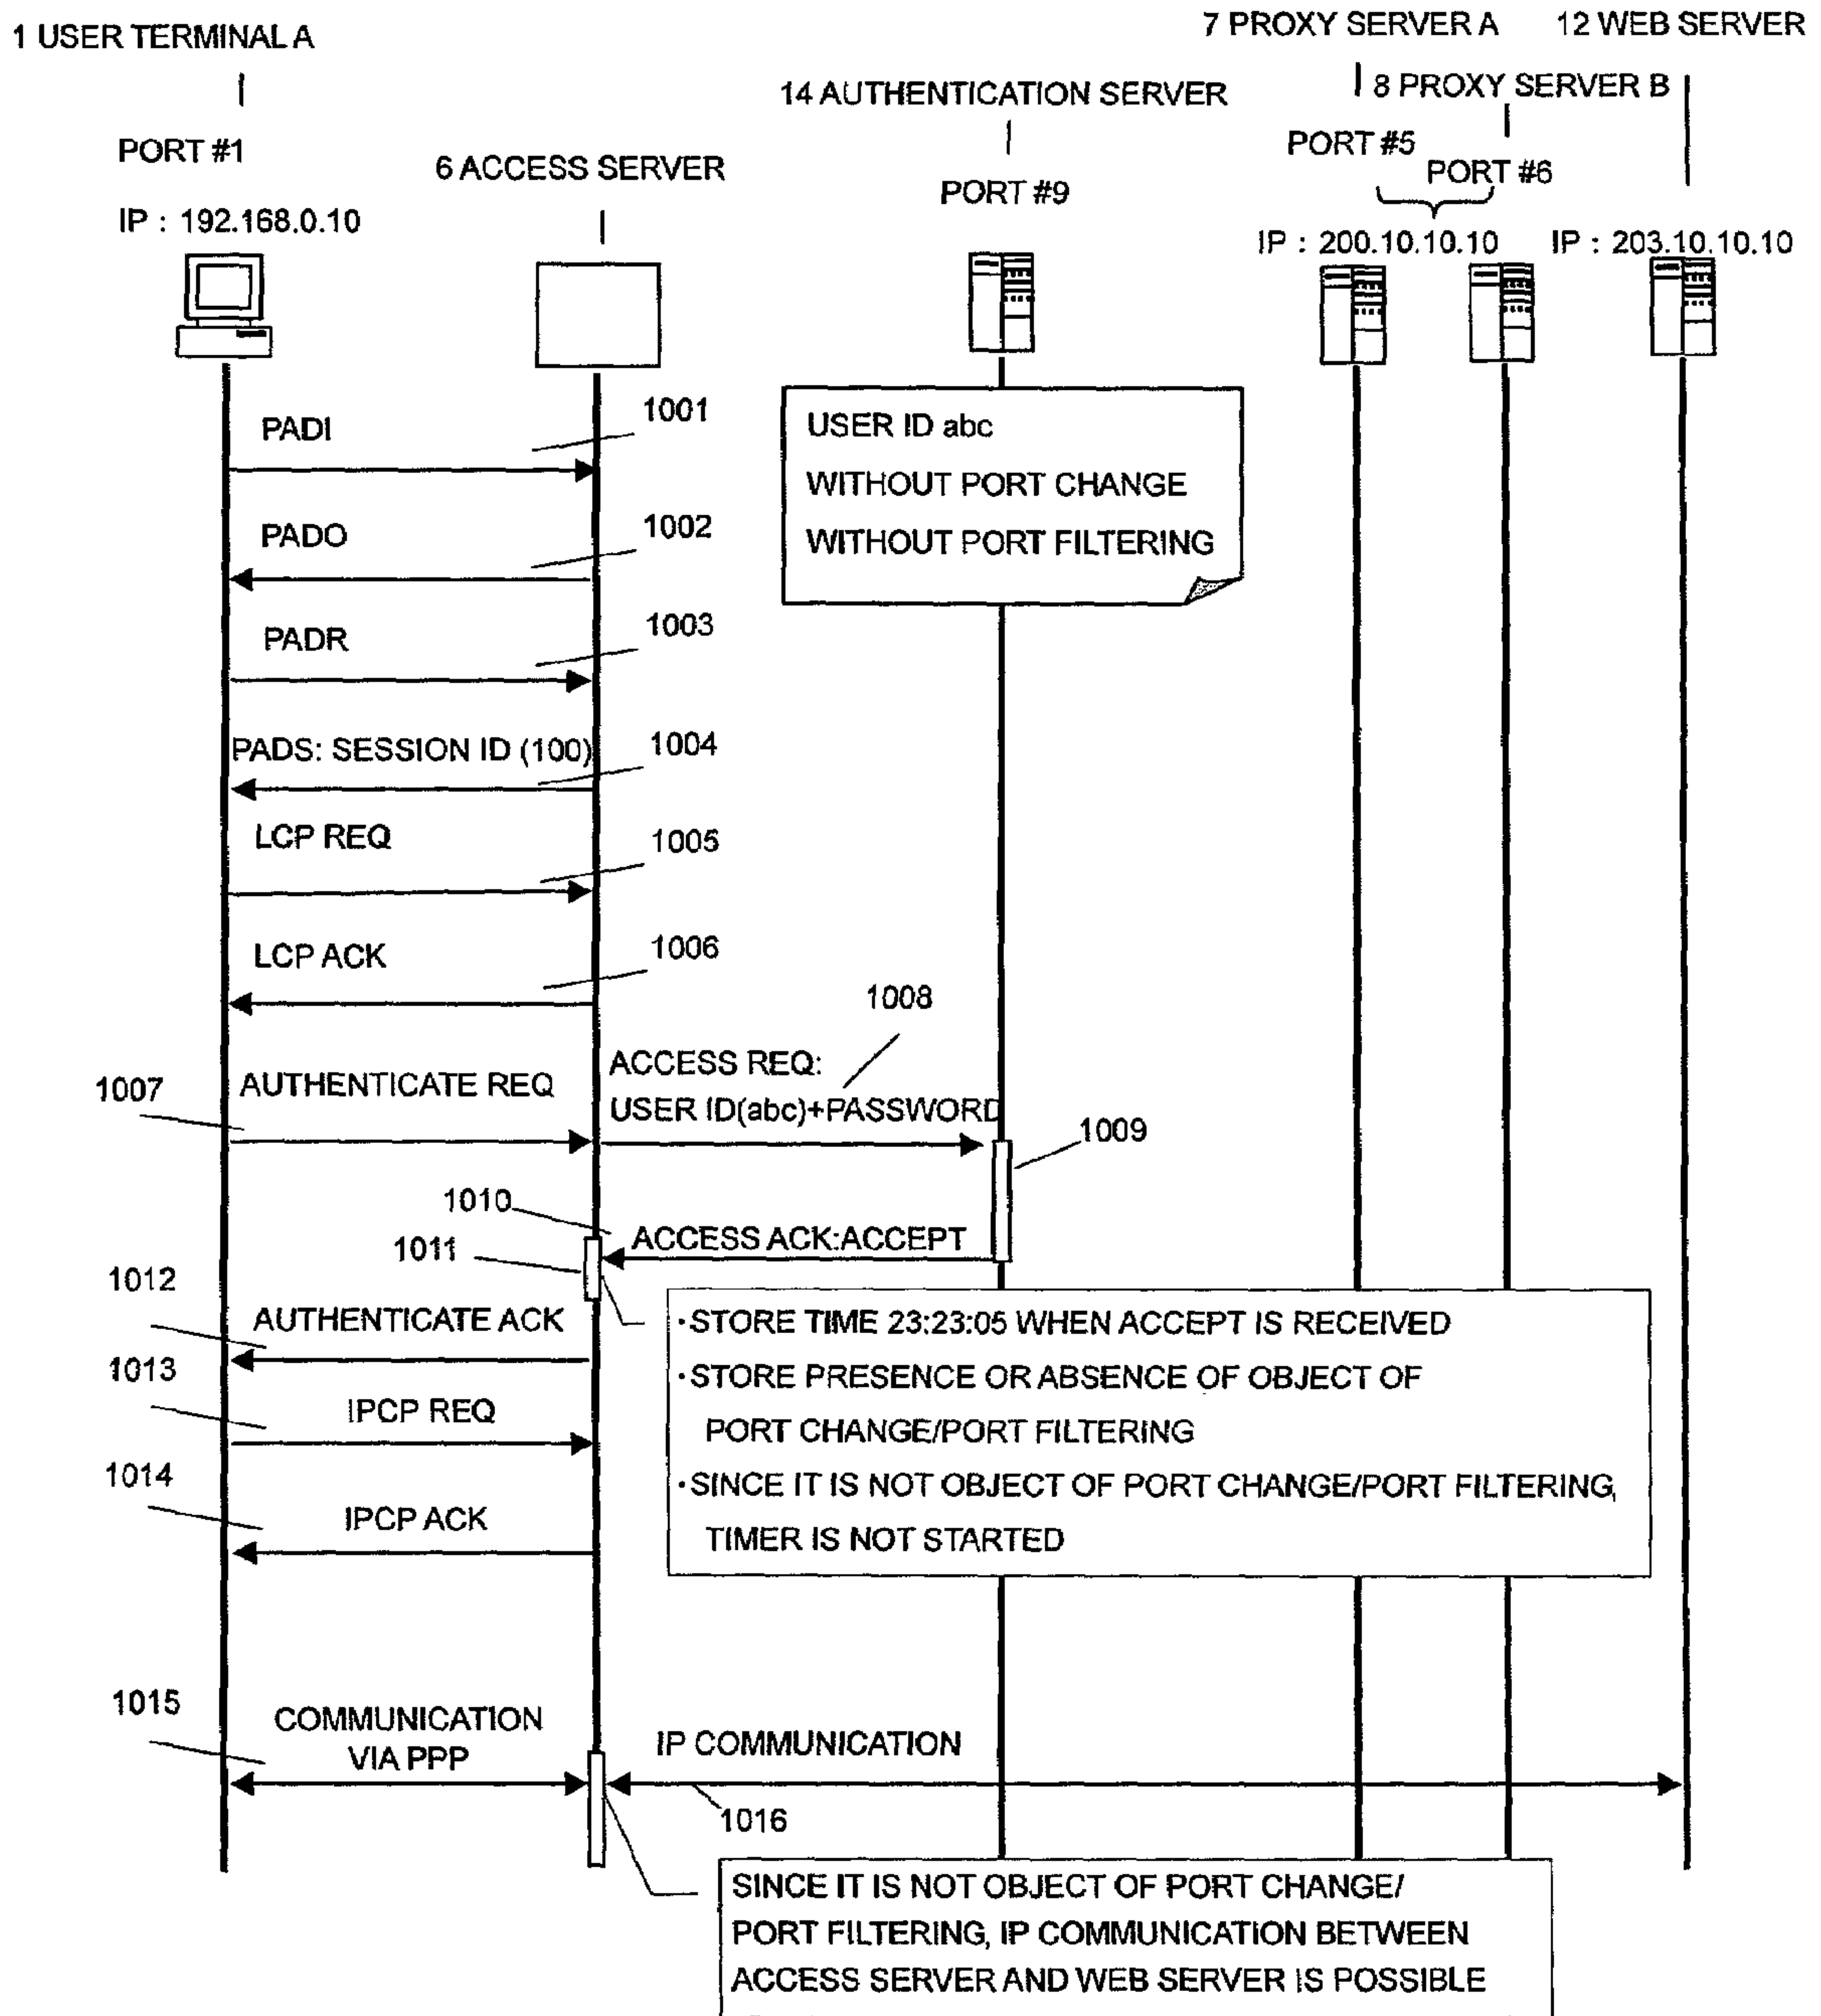 1 USER TERMINAL A
7 PROXY SERVER A
12 WEB SERVER
14 AUTHENTICATION SERVER
8 PROXY SERVER B
PORT #1
6 ACCESS SERVER
PORT #9
PORT #5
PORT #6
IP : 192.168.0.10
IP : 200.10.10.10
IP : 203.10.10.10
PADI
1001
USER ID abc
WITHOUT PORT CHANGE
WITHOUT PORT FILTERING
PADO
1002
PADR
1003
PADS: SESSION ID (100)
1004
LCP REQ
1005
LCP ACK
1006
1008
1007
AUTHENTICATE REQ
ACCESS REQ:
USER ID(abc)+PASSWORD
1009
1010
ACCESS ACK:ACCEPT
1011
1012
AUTHENTICATE ACK
·STORE TIME 23:23:05 WHEN ACCEPT IS RECEIVED
·STORE PRESENCE OR ABSENCE OF OBJECT OF
PORT CHANGE/PORT FILTERING
·SINCE IT IS NOT OBJECT OF PORT CHANGE/PORT FILTERING,
TIMER IS NOT STARTED
1013
IPCP REQ
1014
IPCP ACK
1015
COMMUNICATION
VIA PPP
IP COMMUNICATION
1016
SINCE IT IS NOT OBJECT OF PORT CHANGE/
PORT FILTERING, IP COMMUNICATION BETWEEN
ACCESS SERVER AND WEB SERVER IS POSSIBLE